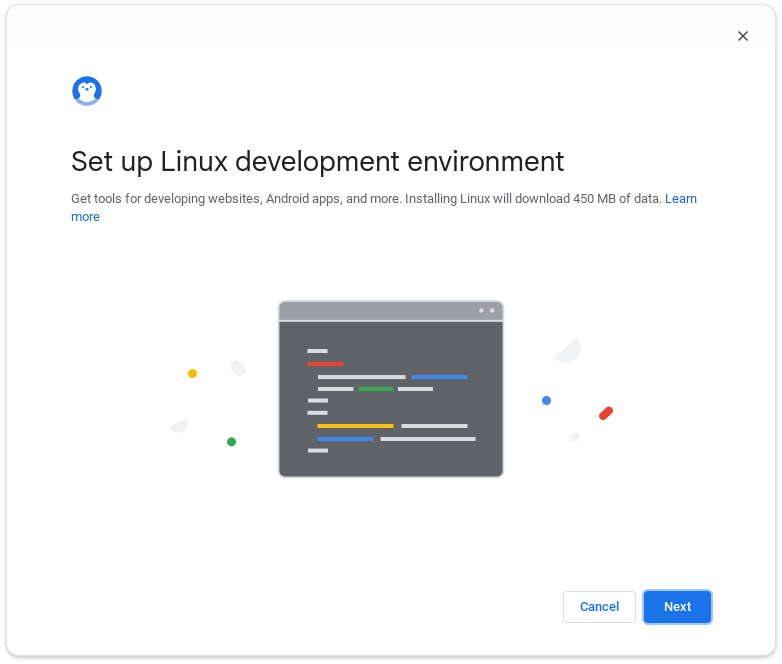 Set up Linux development environment
Get tools for developing websites, Android apps, and more. Installing Linux will download 450 MB of data. Learn
more
Cancel
Next